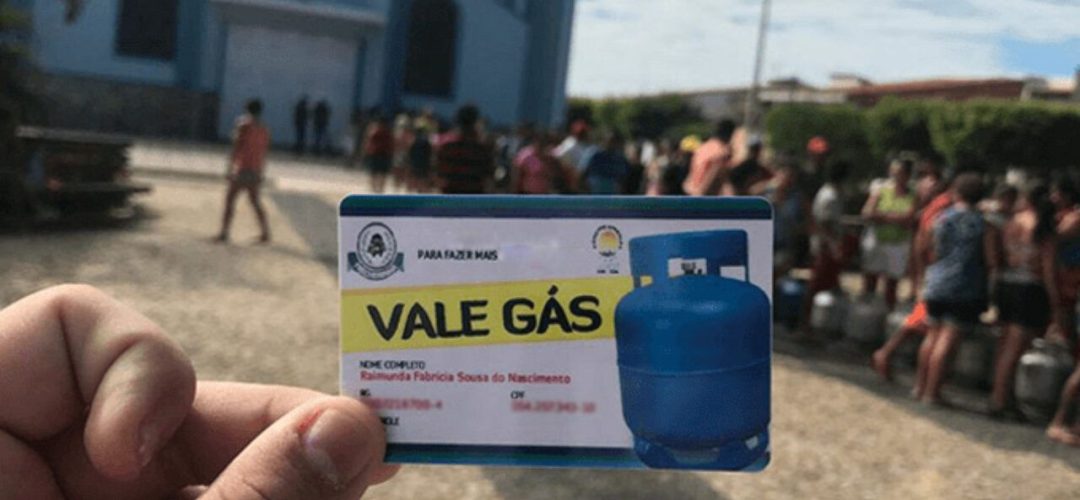 PARA FAZER MAIS
VALE GÁS
NOME COMPLETO
Raimunda Fabrícia Sousa do Nascimento
RG CPF